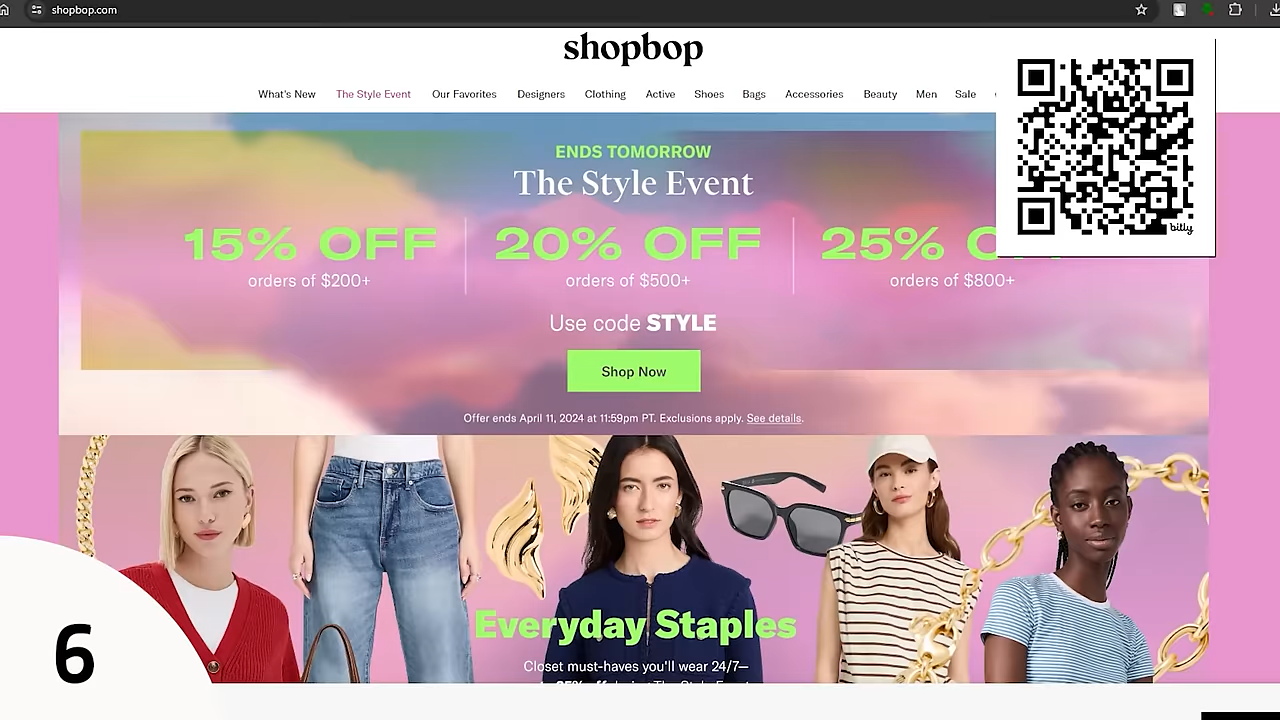 shopbop.com
shopbop
What's New The Style Event Our Favorites Designers Clothing Active Shoes Bags Accessories Beauty Men Sale
bitly
ENDS TOMORROW
The Style Event
15% OFF 20% OFF 25%
orders of $200+ orders of $500+ orders of $800+
Use code STYLE
Shop Now
Offer ends April 11, 2024 at 11:59pm PT. Exclusions apply. See details.
Everyday Staples
Closet must-haves you'll wear 24/7—
6